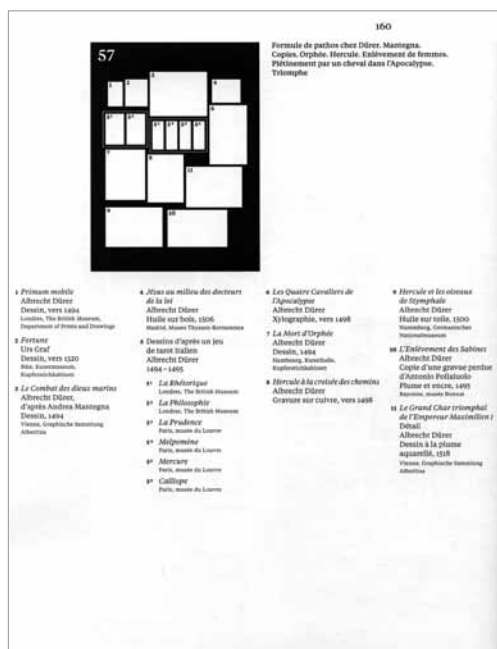 160
Formule de pathos chez Dürer. Mantegna.
Copies. Orphée. Hercule. Enlèvement de femmes.
Piétinement par un cheval dans l'Apocalypse.
Triomphe
57
1
2
3
4
6
7
8
11
9
10
1 Primum mobile
Albrecht Dürer
Dessin, vers 1494
Londres, The British Museum,
Department of Prints and Drawings
2 Fortune
Urs Graf
Dessin, vers 1520
Bâle, Kunstmuseum,
Kupferstichkabinett
3 Le Combat des dieux marins
Albrecht Dürer,
d'après Andrea Mantegna
Dessin, 1494
Vienne, Graphische Sammlung
Albertina
4 Jésus au milieu des docteurs
de la loi
Albrecht Dürer
Huile sur bois, 1506
Madrid, Museo Thyssen-Bornemisza
5 Dessins d'après un jeu
de tarot italien
Albrecht Dürer
1494–1495
La Rhétorique
Londres, The British Museum
La Philosophie
Londres, The British Museum
La Prudence
Paris, musée du Louvre
Melpomène
Paris, musée du Louvre
Mercure
Paris, musée du Louvre
Calliope
Paris, musée du Louvre
6 Les Quatre Cavaliers de
l'Apocalypse
Albrecht Dürer
Xylographie, vers 1498
7 La Mort d'Orphée
Albrecht Dürer
Dessin, 1494
Hambourg, Kunsthalle,
Kupferstichkabinett
8 Hercule à la croisée des chemins
Albrecht Dürer
Gravure sur cuivre, vers 1498
9 Hercule et les oiseaux
de Stymphale
Albrecht Dürer
Huile sur toile, 1500
Nuremberg, Germanisches
Nationalmuseum
10 L'Enlèvement des Sabines
Albrecht Dürer
Copie d'une gravure perdue
d'Antonio Pollaiuolo
Plume et encre, 1495
Bayonne, musée Bonnat
11 Le Grand Char triomphal
de l'Empereur Maximilien I
Détail
Albrecht Dürer
Dessin à la plume
aquarellé, 1518
Vienne, Graphische Sammlung
Albertina